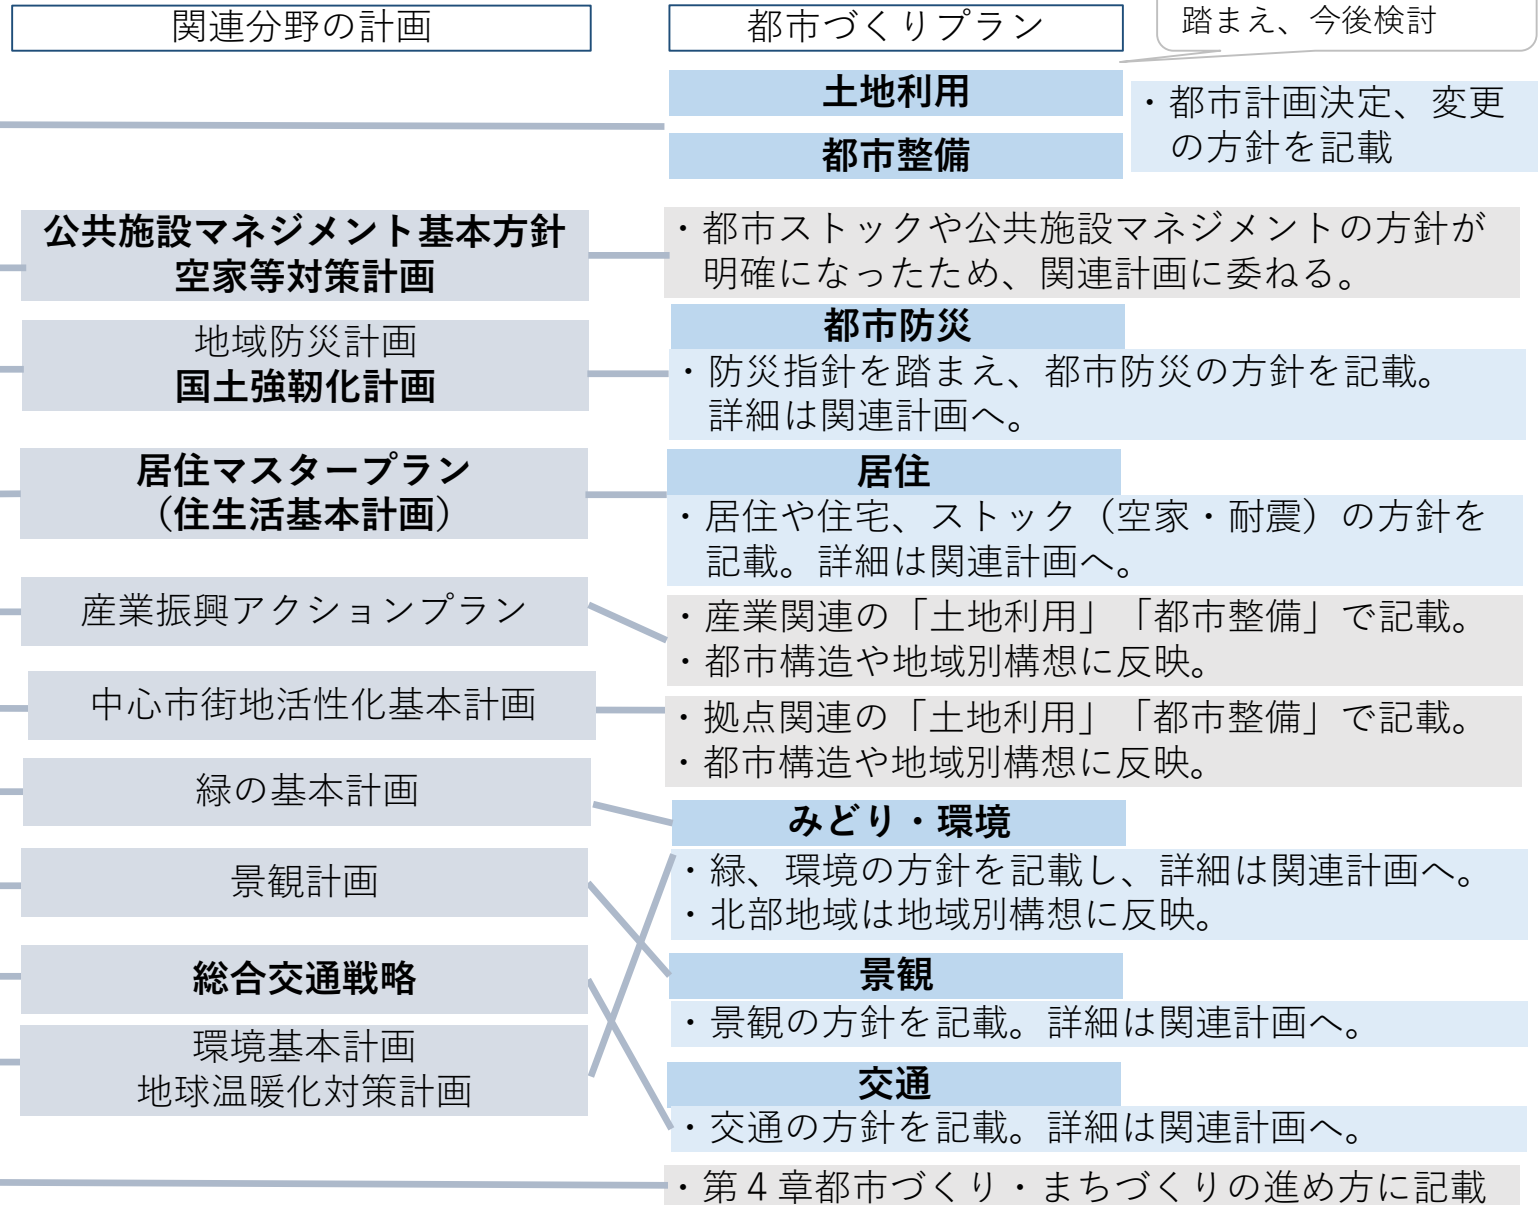 関連分野の計画
都市づくりプラン
踏まえ、今後検討
土地利用
都市整備
・都市計画決定、変更
の方針を記載
公共施設マネジメント基本方針
空家等対策計画
・都市ストックや公共施設マネジメントの方針が
明確になったため、関連計画に委ねる。
地域防災計画
国土強靭化計画
都市防災
・防災指針を踏まえ、都市防災の方針を記載。
詳細は関連計画へ。
居住マスタープラン
（住生活基本計画）
居住
・居住や住宅、ストック（空家・耐震）の方針を
記載。詳細は関連計画へ。
産業振興アクションプラン
・産業関連の「土地利用」「都市整備」で記載。
・都市構造や地域別構想に反映。
中心市街地活性化基本計画
・拠点関連の「土地利用」「都市整備」で記載。
・都市構造や地域別構想に反映。
緑の基本計画
みどり・環境
・緑、環境の方針を記載し、詳細は関連計画へ。
・北部地域は地域別構想に反映。
景観計画
景観
・景観の方針を記載。詳細は関連計画へ。
総合交通戦略
環境基本計画
地球温暖化対策計画
交通
・交通の方針を記載。詳細は関連計画へ。
・第４章都市づくり・まちづくりの進め方に記載